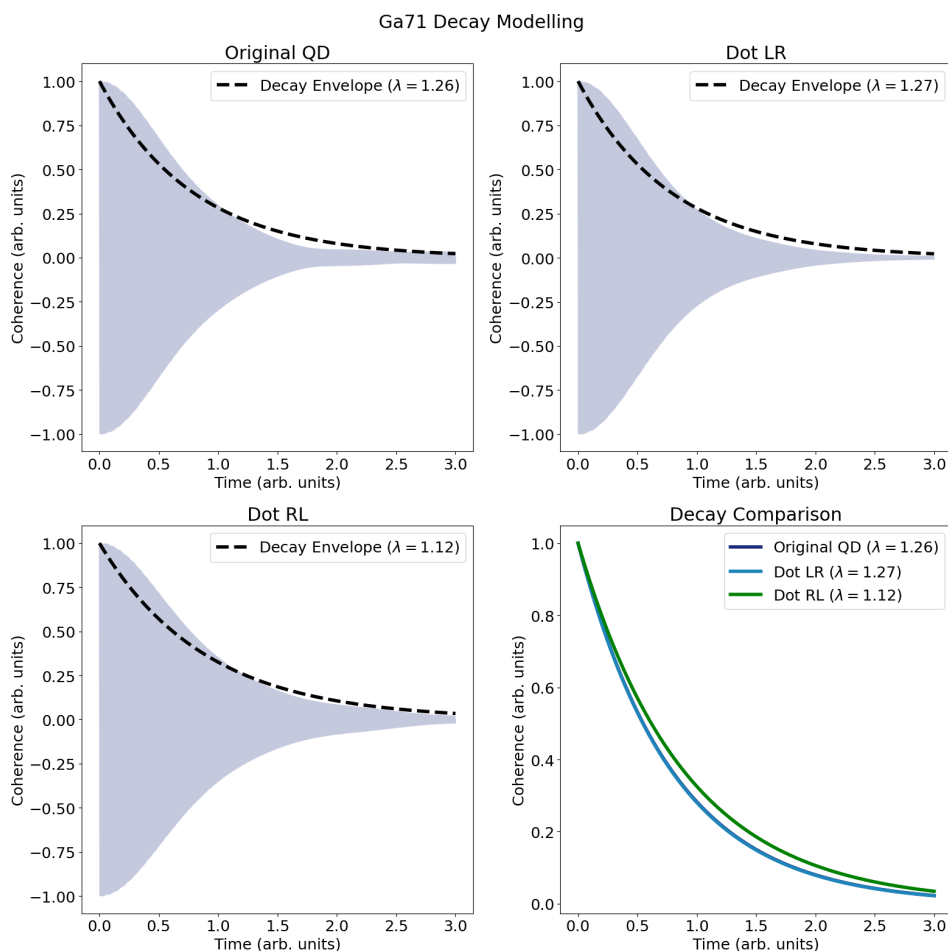 Ga71 Decay Modelling
Original QD
Decay Envelope (λ = 1.26)
Coherence (arb. units)
1.00
0.75
0.50
0.25
0.00
−0.25
−0.50
−0.75
−1.00
0.0 0.5 1.0 1.5 2.0 2.5 3.0
Time (arb. units)
Dot LR
Decay Envelope (λ = 1.27)
Coherence (arb. units)
1.00
0.75
0.50
0.25
0.00
−0.25
−0.50
−0.75
−1.00
0.0 0.5 1.0 1.5 2.0 2.5 3.0
Time (arb. units)
Dot RL
Decay Envelope (λ = 1.12)
Coherence (arb. units)
1.00
0.75
0.50
0.25
0.00
−0.25
−0.50
−0.75
−1.00
0.0 0.5 1.0 1.5 2.0 2.5 3.0
Time (arb. units)
Decay Comparison
Original QD (λ = 1.26)
Dot LR (λ = 1.27)
Dot RL (λ = 1.12)
Coherence (arb. units)
1.0
0.8
0.6
0.4
0.2
0.0
0.0 0.5 1.0 1.5 2.0 2.5 3.0
Time (arb. units)